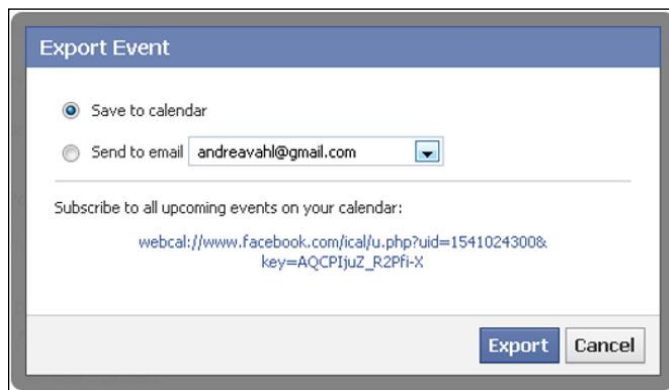 Export Event
Save to calendar
Send to email andreavahl@gmail.com
Subscribe to all upcoming events on your calendar:
webcal://www.facebook.com/ical/u.php?uid=1541024300&
key=AQCPIjuZ_R2Pfi-X
Export Cancel